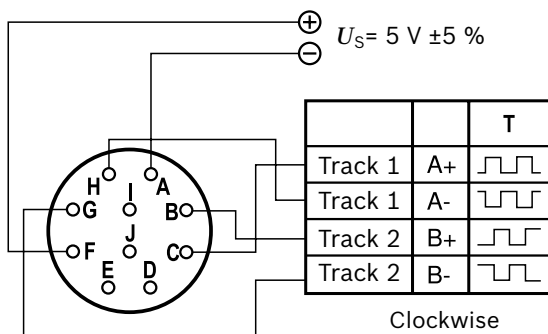 +
−
U_S= 5 V ±5 %
T
Track 1 A+
Track 1 A-
Track 2 B+
Track 2 B-
Clockwise
H I A
G B
J
F C
E D